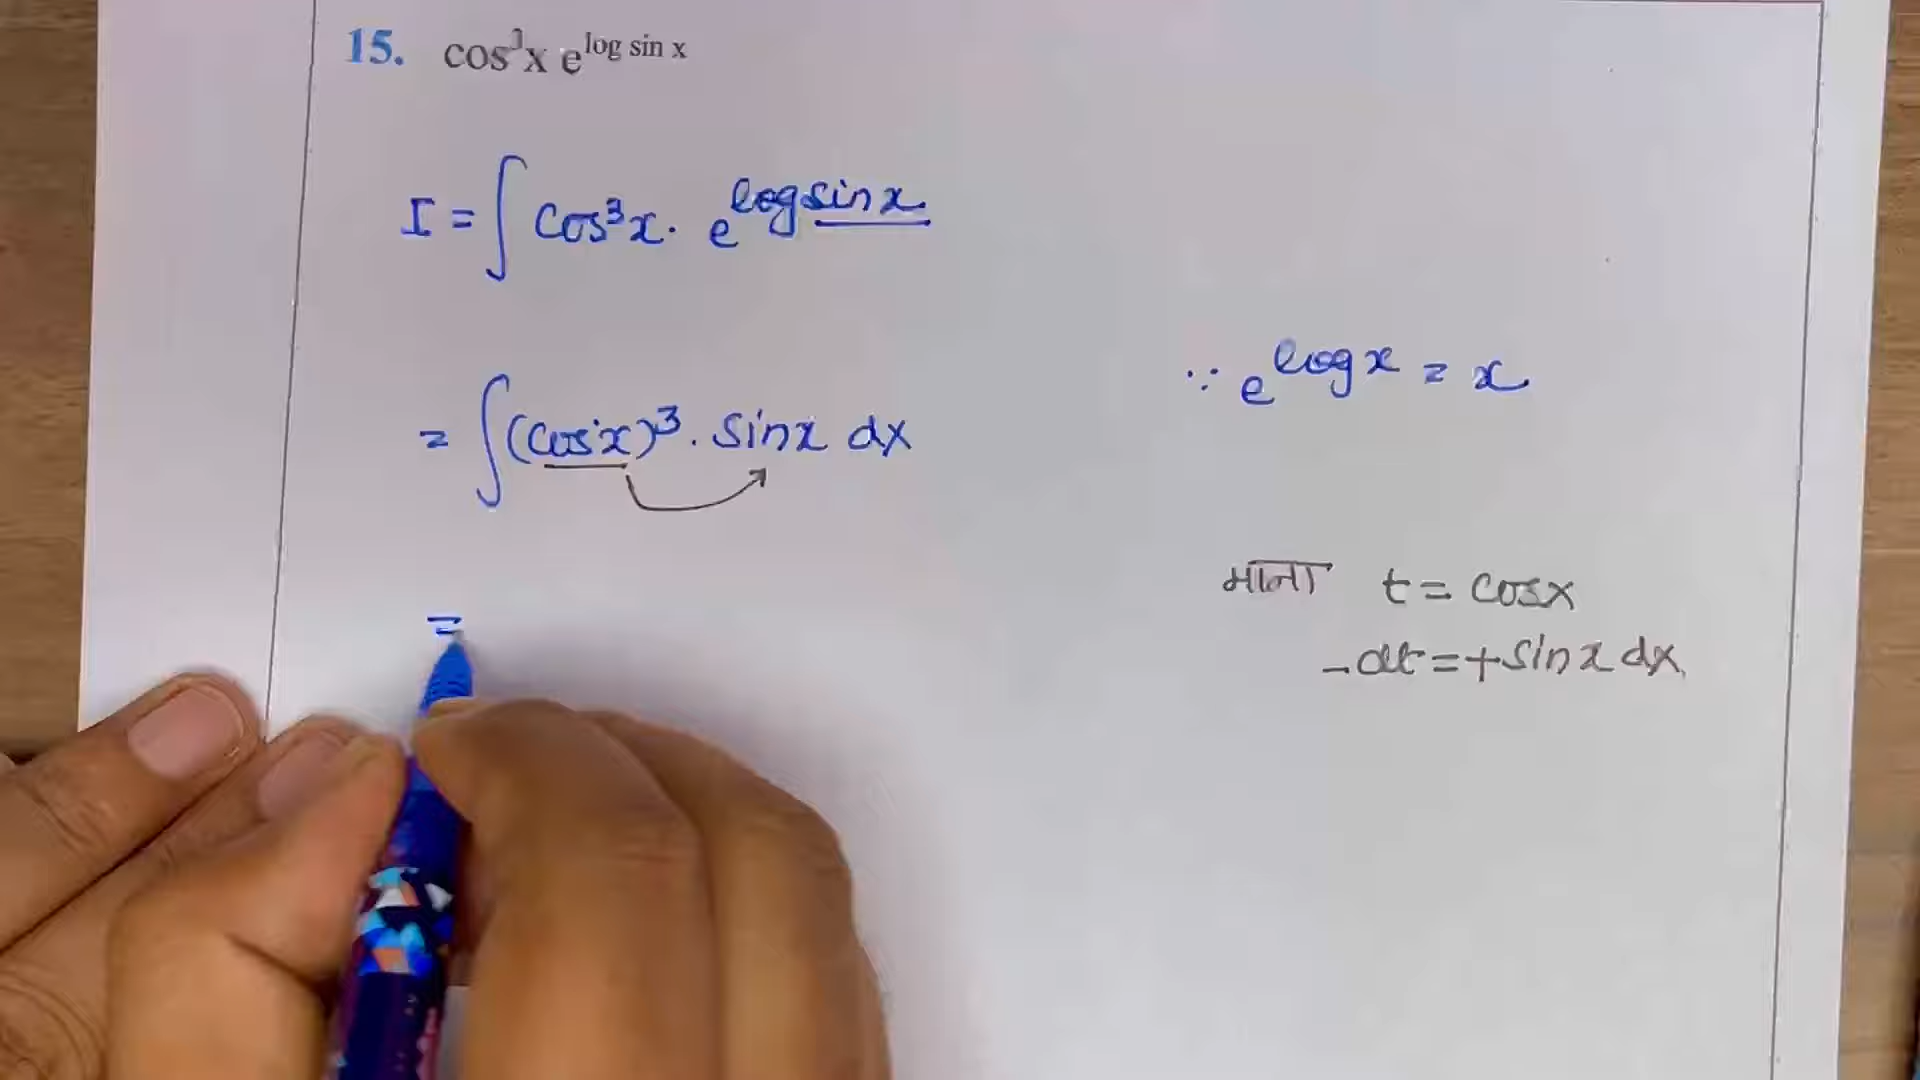 15. cos³x e^{log sin x}
I = ∫ cos³x · e^{log sin x}
∵ e^{log x} = x
= ∫ (cos x)³ . sin x dx
माना t = cos x
=
-dt = + sin x dx